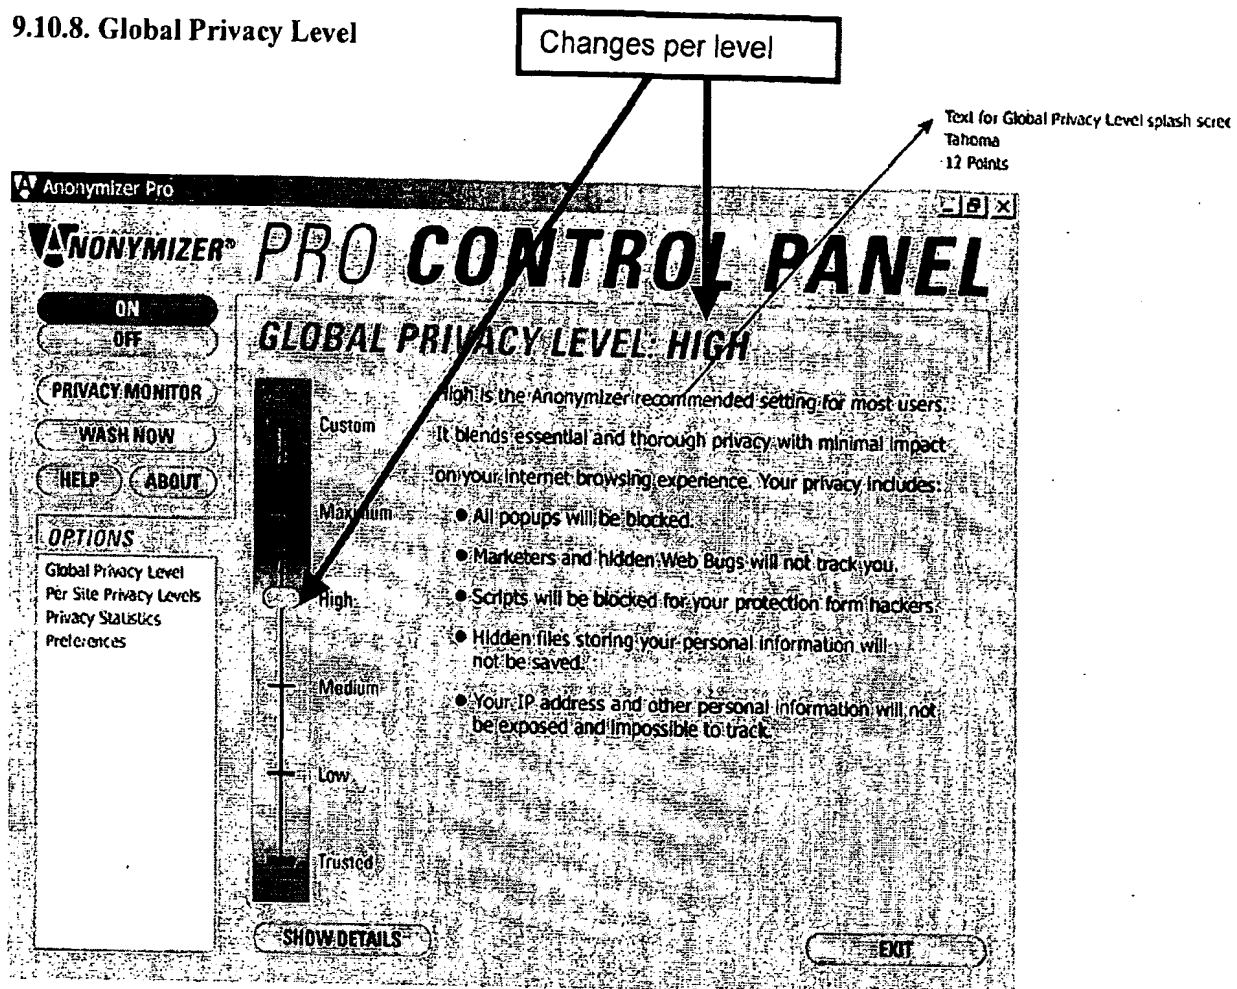 9.10.8. Global Privacy Level
Changes per level
Text for Global Privacy Level splash scree
Tahoma
12 Points
Anonymizer Pro
ANONYMIZER®
PRO CONTROL PANEL
ON
OFF
PRIVACY MONITOR
WASH NOW
HELP
ABOUT
OPTIONS
Global Privacy Level
Per Site Privacy Levels
Privacy Statistics
Preferences
GLOBAL PRIVACY LEVEL: HIGH
Custom
Maximum
High
Medium
Low
Trusted
High is the Anonymizer recommended setting for most users.
It blends essential and thorough privacy with minimal impact
on your internet browsing experience. Your privacy includes:
• All popups will be blocked.
• Marketers and hidden Web Bugs will not track you.
• Scripts will be blocked for your protection form hackers.
• Hidden files storing your personal information will
not be saved.
• Your IP address and other personal information will not
be exposed and impossible to track.
SHOW DETAILS
EXIT